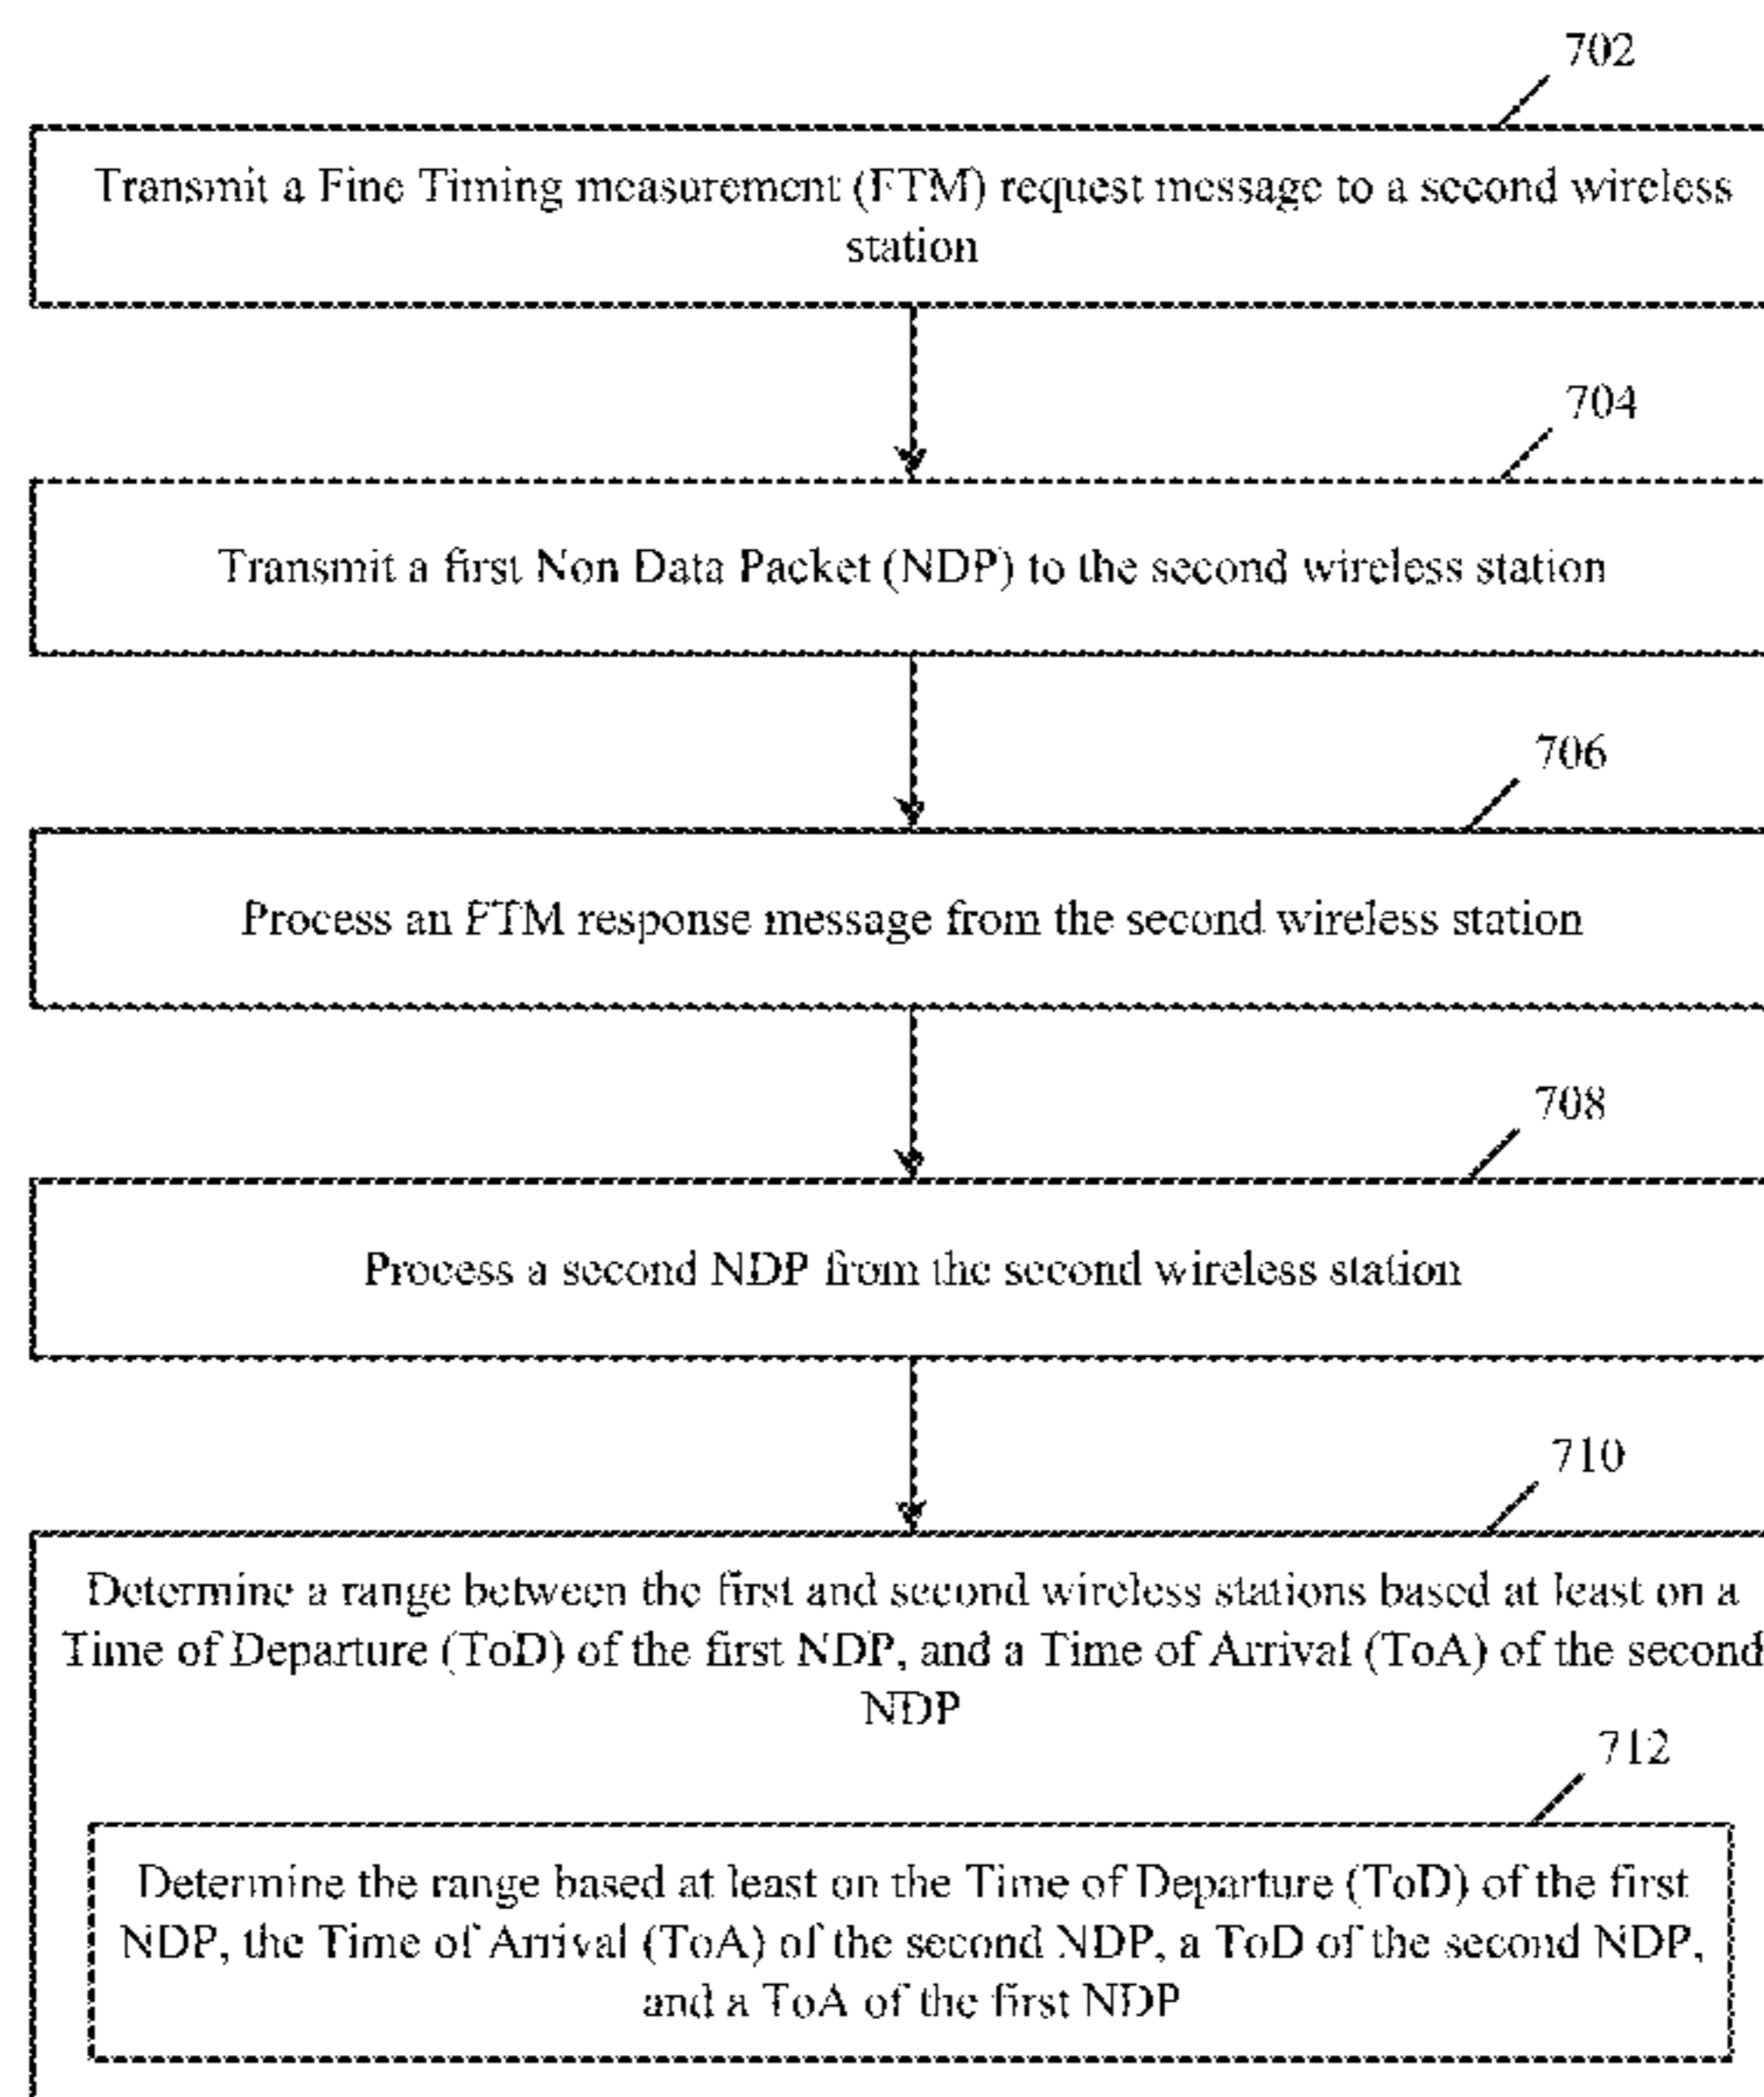 702
Transmit a Fine Timing measurement (FTM) request message to a second wireless
station
704
Transmit a first Non Data Packet (NDP) to the second wireless station
706
Process an FTM response message from the second wireless station
708
Process a second NDP from the second wireless station
710
Determine a range between the first and second wireless stations based at least on a
Time of Departure (ToD) of the first NDP, and a Time of Arrival (ToA) of the second
NDP
712
Determine the range based at least on the Time of Departure (ToD) of the first
NDP, the Time of Arrival (ToA) of the second NDP, a ToD of the second NDP,
and a ToA of the first NDP